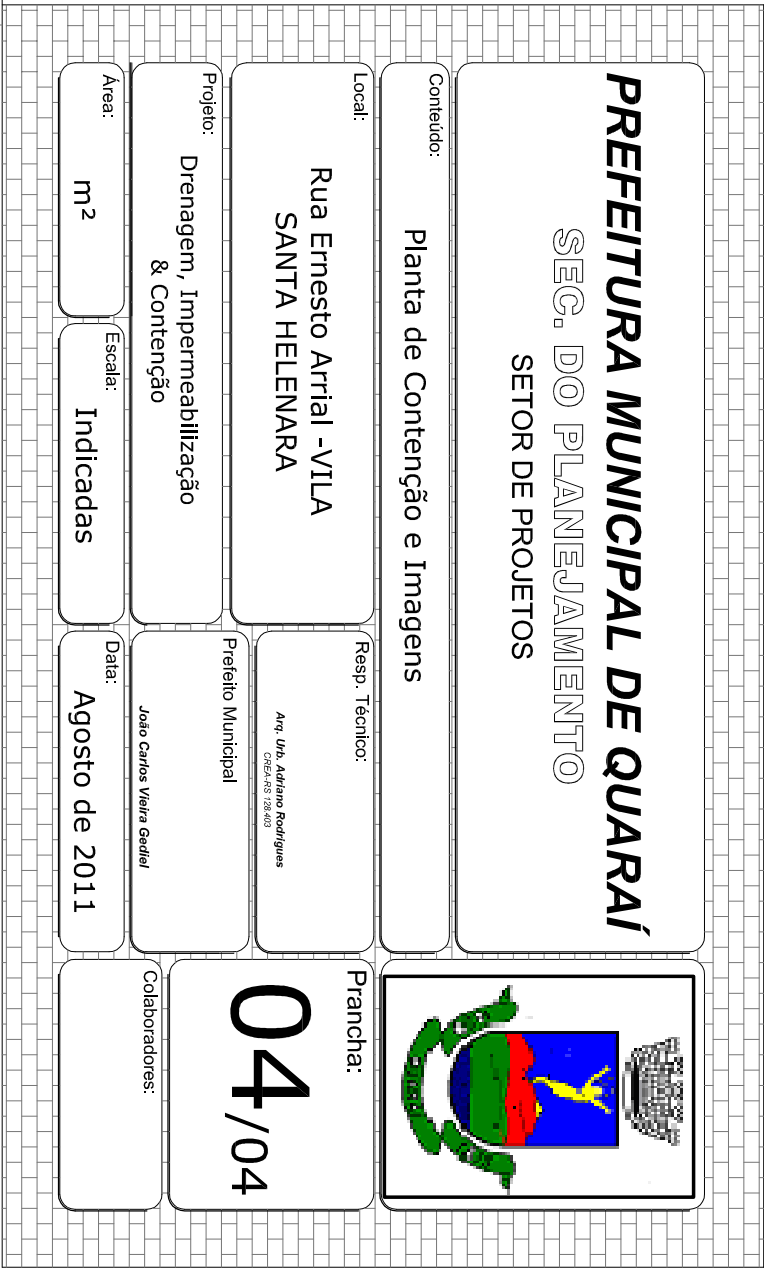 PREFEITURA MUNICIPAL DE QUARAÍ
SEC. DO PLANEJAMENTO
SETOR DE PROJETOS
Conteúdo:
Planta de Contenção e Imagens
Local:
Rua Ernesto Arrial -VILA
SANTA HELENARA
Resp. Técnico:
Arq. Urb. Adriano Rodrigues
CREA-RS 128.403
Prancha:
04/04
Projeto:
Drenagem, Impermeabilização
& Contenção
Prefeito Municipal
João Carlos Vieira Gediel
Colaboradores:
Área:
m²
Escala:
Indicadas
Data:
Agosto de 2011